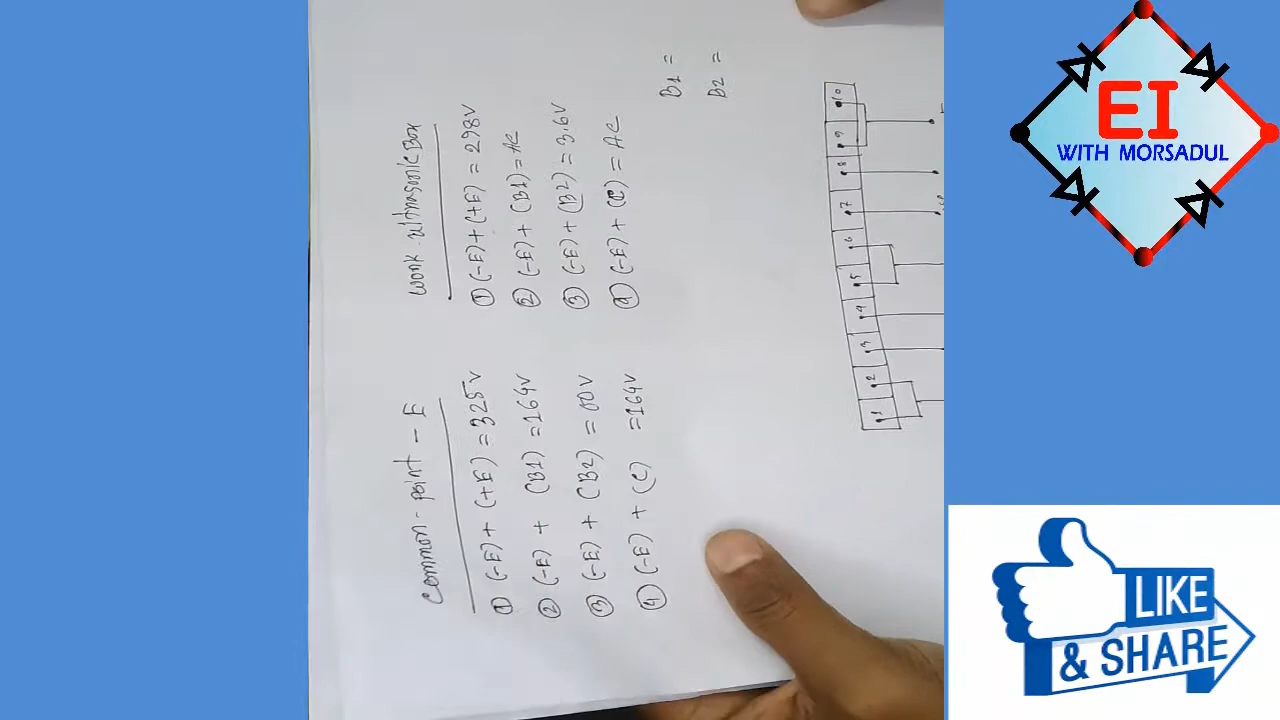 Common-point - E
① (-E) + (+E) = 325V
② (-E) + (B1) = 164V
③ (-E) + (B2) = 00V
④ (-E) + (C) = 164V
work ultrasonic Box
① (-E) + (+E) = 298V
② (-E) + (B1) = AC
③ (-E) + (B2) = 3.6V
④ (-E) + (C) = AC
B1 =
B2 =
1 2 3 4 5 6 7 8 9 10
EI
WITH MORSADUL
LIKE
& SHARE